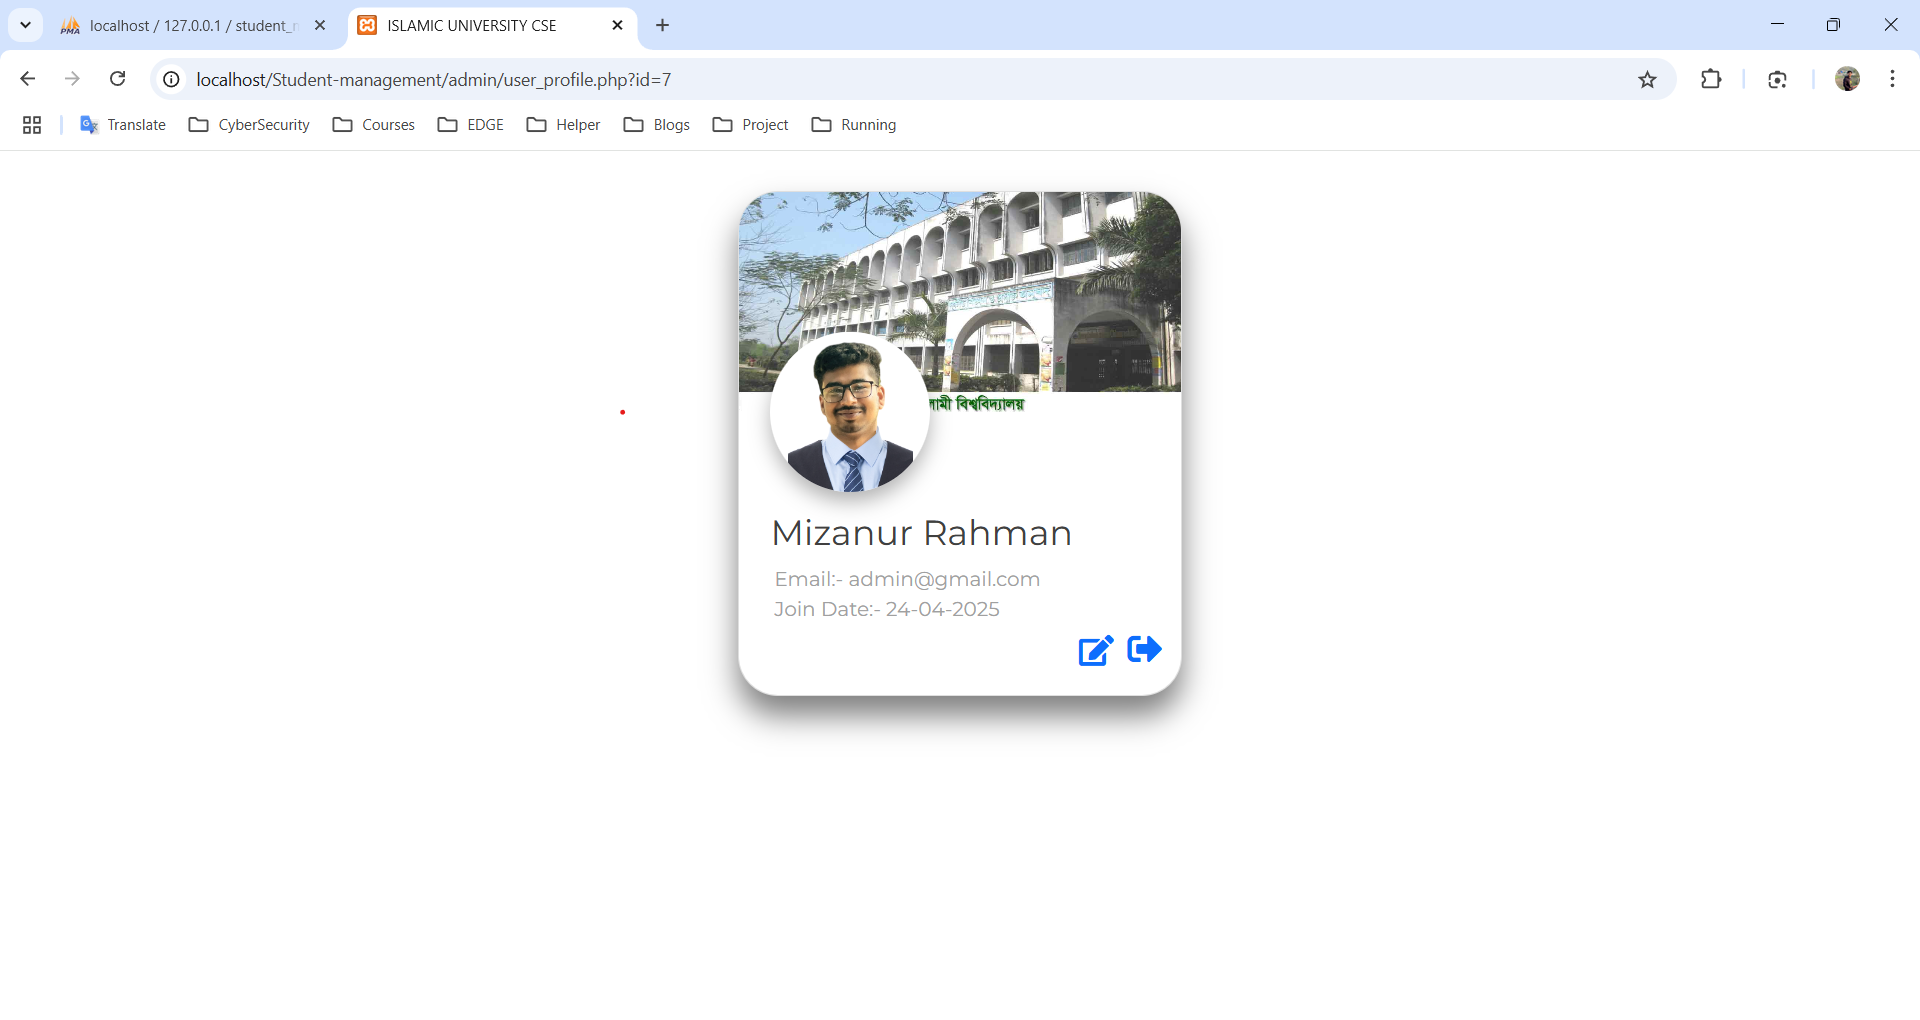 localhost / 127.0.0.1 / student_
ISLAMIC UNIVERSITY CSE
localhost/Student-management/admin/user_profile.php?id=7
Translate
CyberSecurity
Courses
EDGE
Helper
Blogs
Project
Running
বিশ্ববিদ্যালয়
Mizanur Rahman
Email:- admin@gmail.com
Join Date:- 24-04-2025